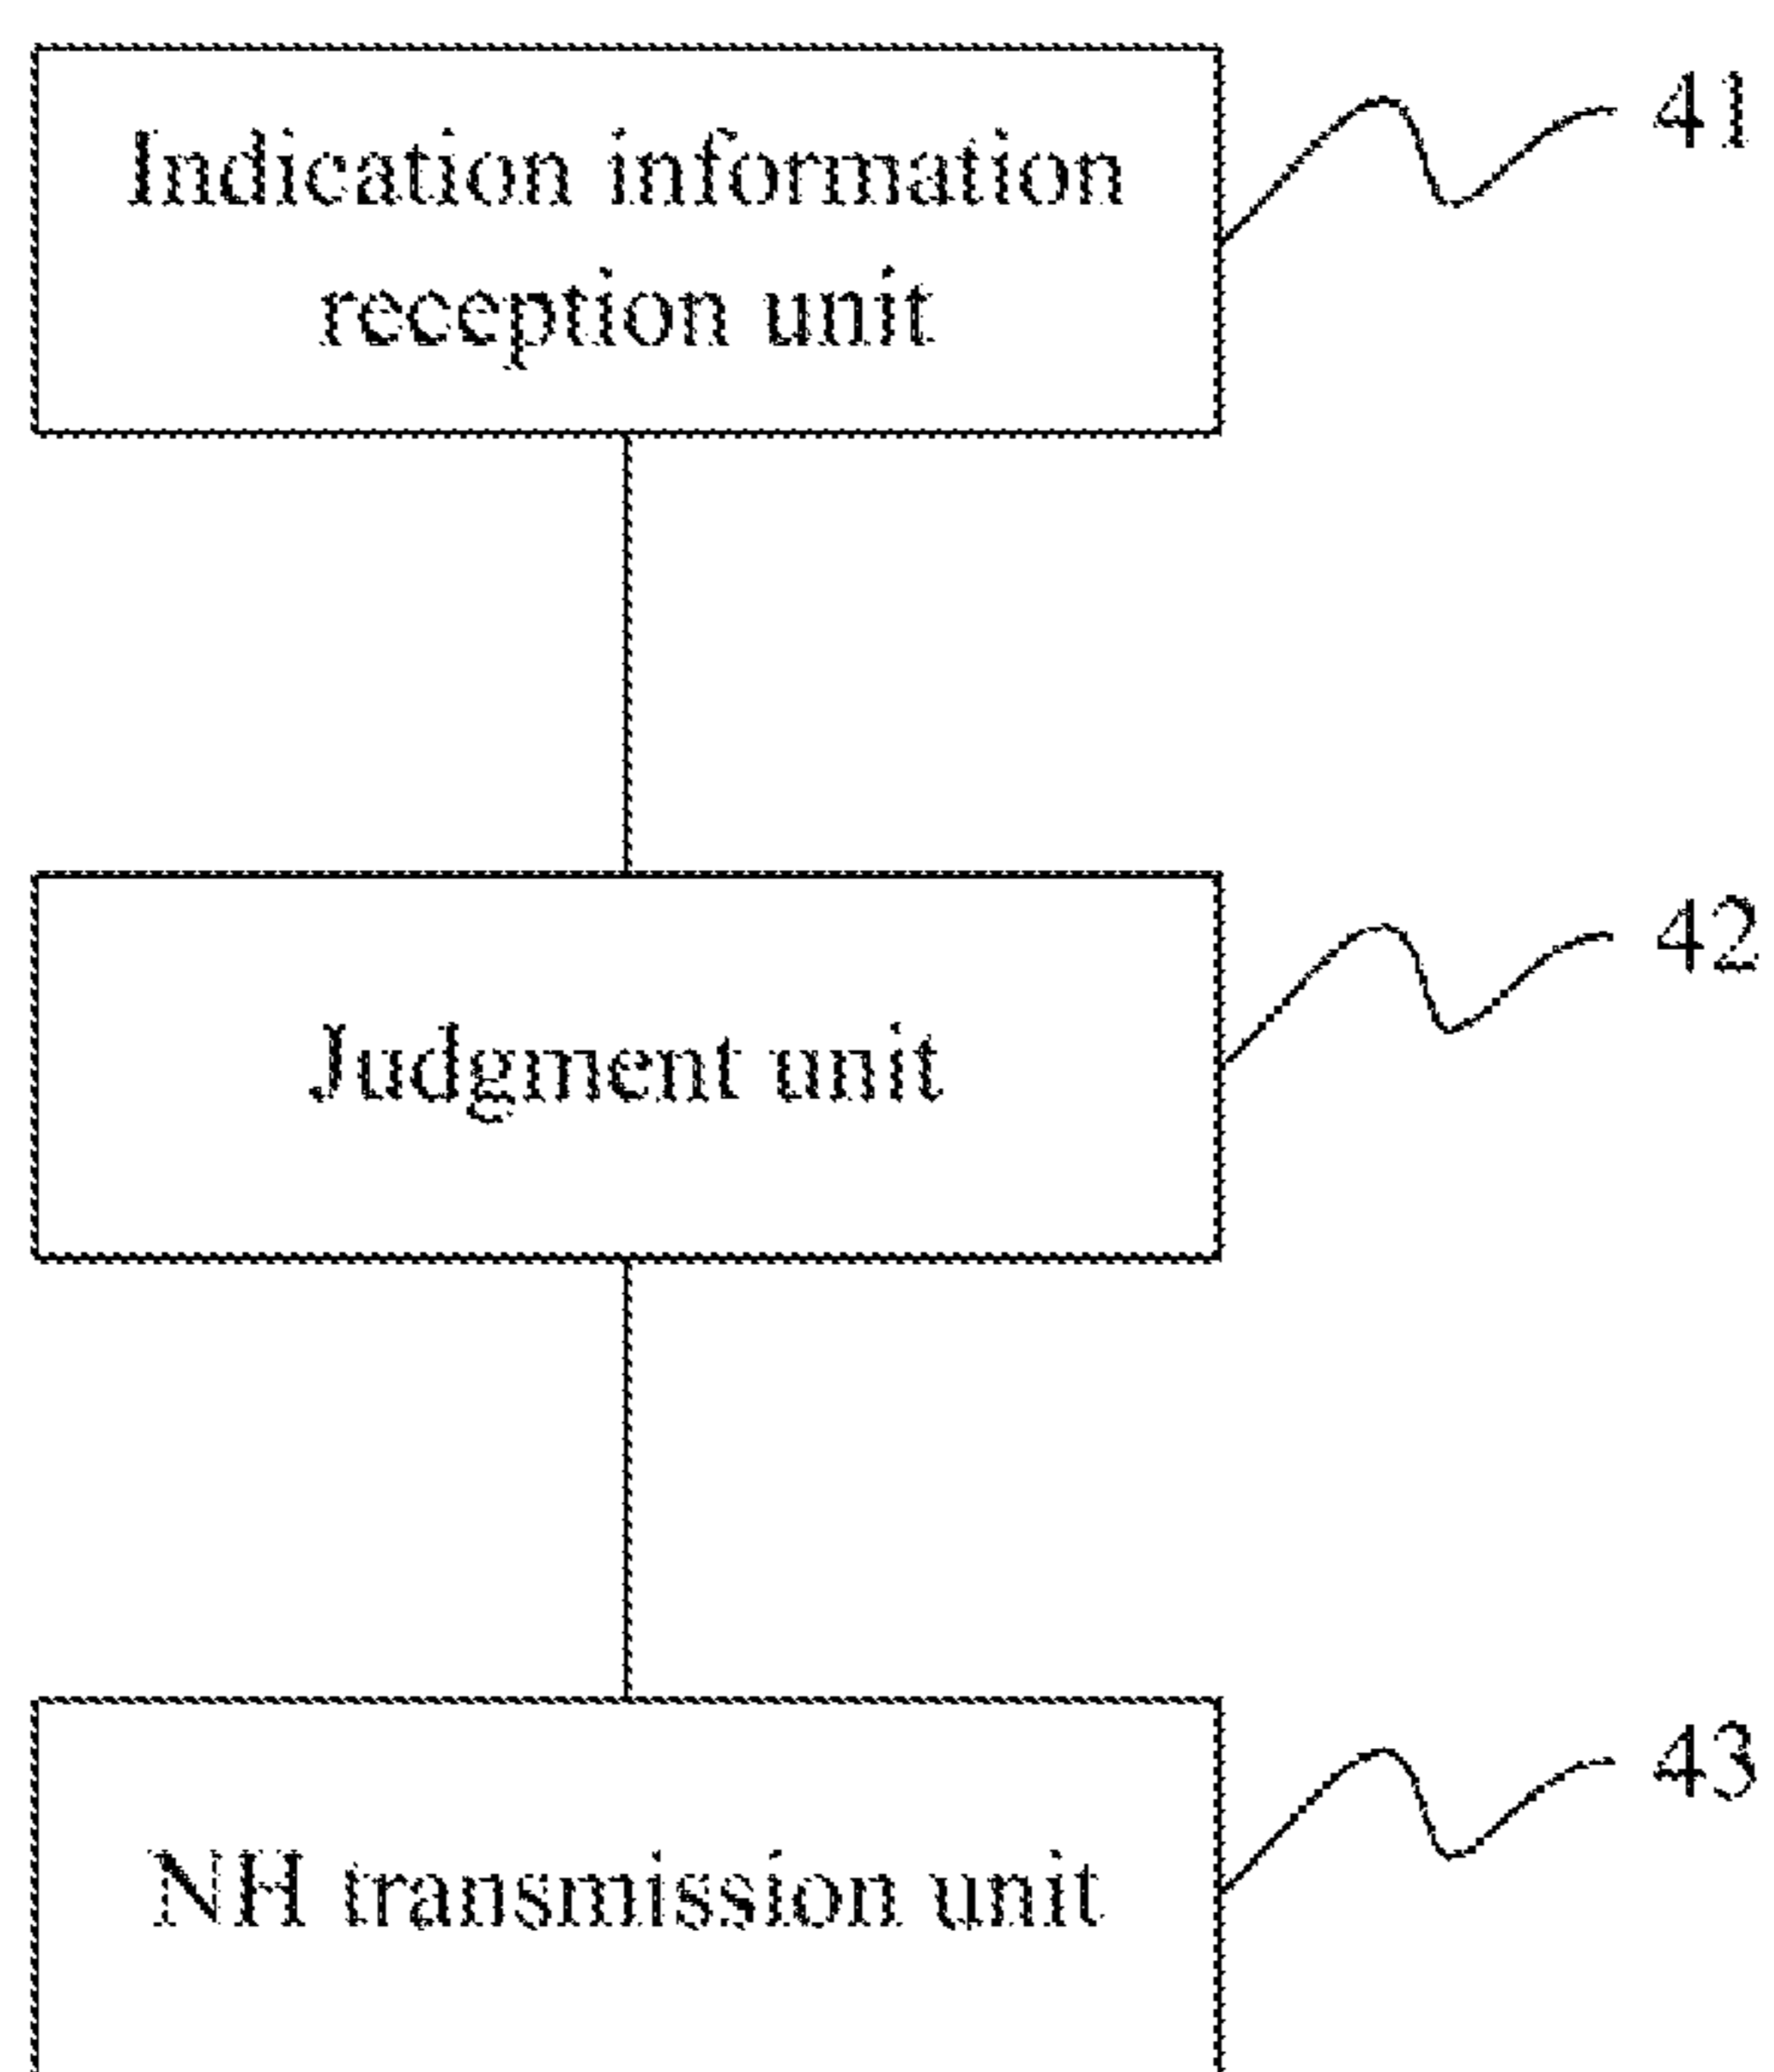 Indication information
reception unit
41
Judgment unit
42
NH transmission unit
43